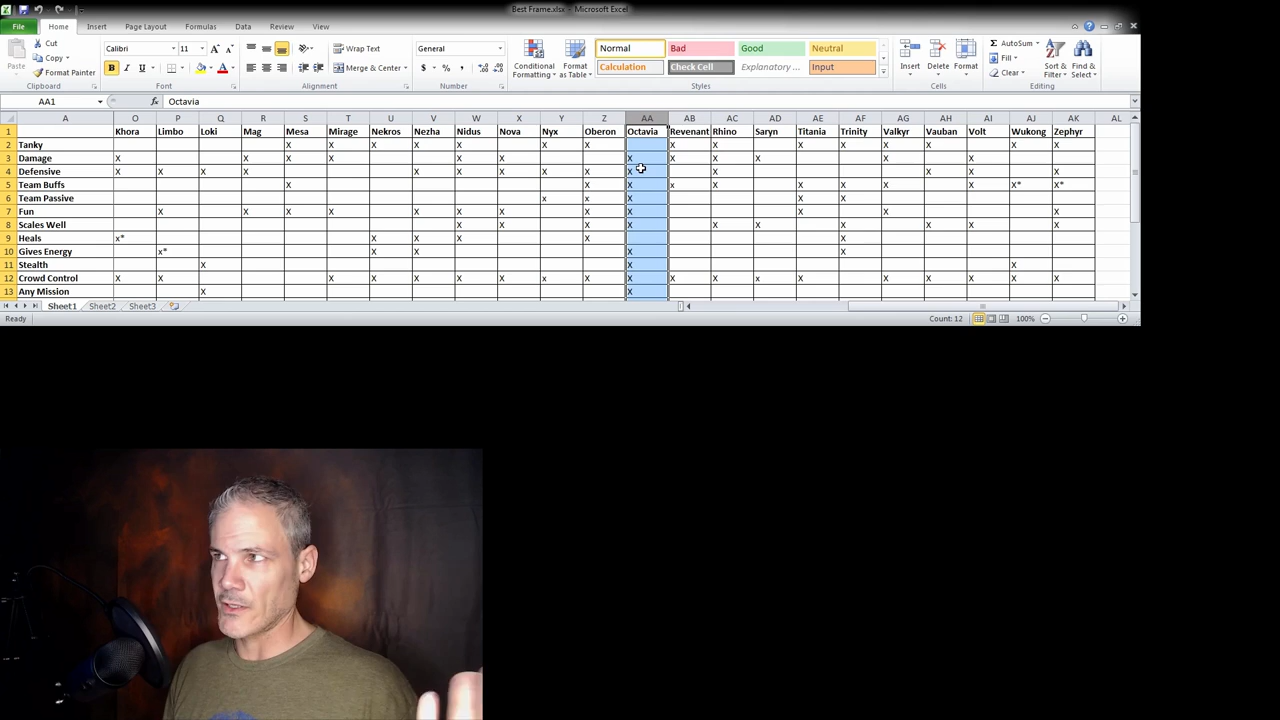 Best Frame.xlsx - Microsoft Excel
File Home Insert Page Layout Formulas Data Review View
Paste Cut Copy Format Painter Clipboard
Calibri 11 B I U Font
Wrap Text Merge & Center Alignment
General $ % , Number
Conditional Formatting Format as Table
Normal Bad Good Neutral
Calculation Check Cell Explanatory ... Input
Styles
Insert Delete Format Cells
AutoSum Fill Clear Sort & Filter Find & Select Editing
AA1 fx Octavia
A O P Q R S T U V W X Y Z AA AB AC AD AE AF AG AH AI AJ AK AL
1 Khora Limbo Loki Mag Mesa Mirage Nekros Nezha Nidus Nova Nyx Oberon Octavia Revenant Rhino Saryn Titania Trinity Valkyr Vauban Volt Wukong Zephyr
2 Tanky X X X X X X X X X X X X X X X
3 Damage X X X X X X X X X X X X
4 Defensive X X X X X X X X X X X X X X
5 Team Buffs X X X x X X X X X X* X*
6 Team Passive x x X X X
7 Fun X X X X X X X X X X X X
8 Scales Well X X X X X X X X X X
9 Heals x* X X X X X
10 Gives Energy x* X X X X
11 Stealth X X X
12 Crowd Control X X X X X X X x X X X X x X X X X X X
13 Any Mission X X
Sheet1 Sheet2 Sheet3
Ready Count: 12 100%